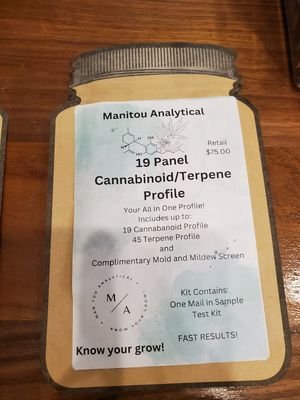 Manitou Analytical
Retail
$75.00
19 Panel
Cannabinoid/Terpene
Profile
Your All In One Profile!
Includes up to:
19 Cannabanoid Profile
45 Terpene Profile
and
Complimentary Mold and Mildew Screen
MANITOU ANALYTICAL
M/A
Kit Contains:
One Mail in Sample
Test Kit
FAST RESULTS!
Know your grow!